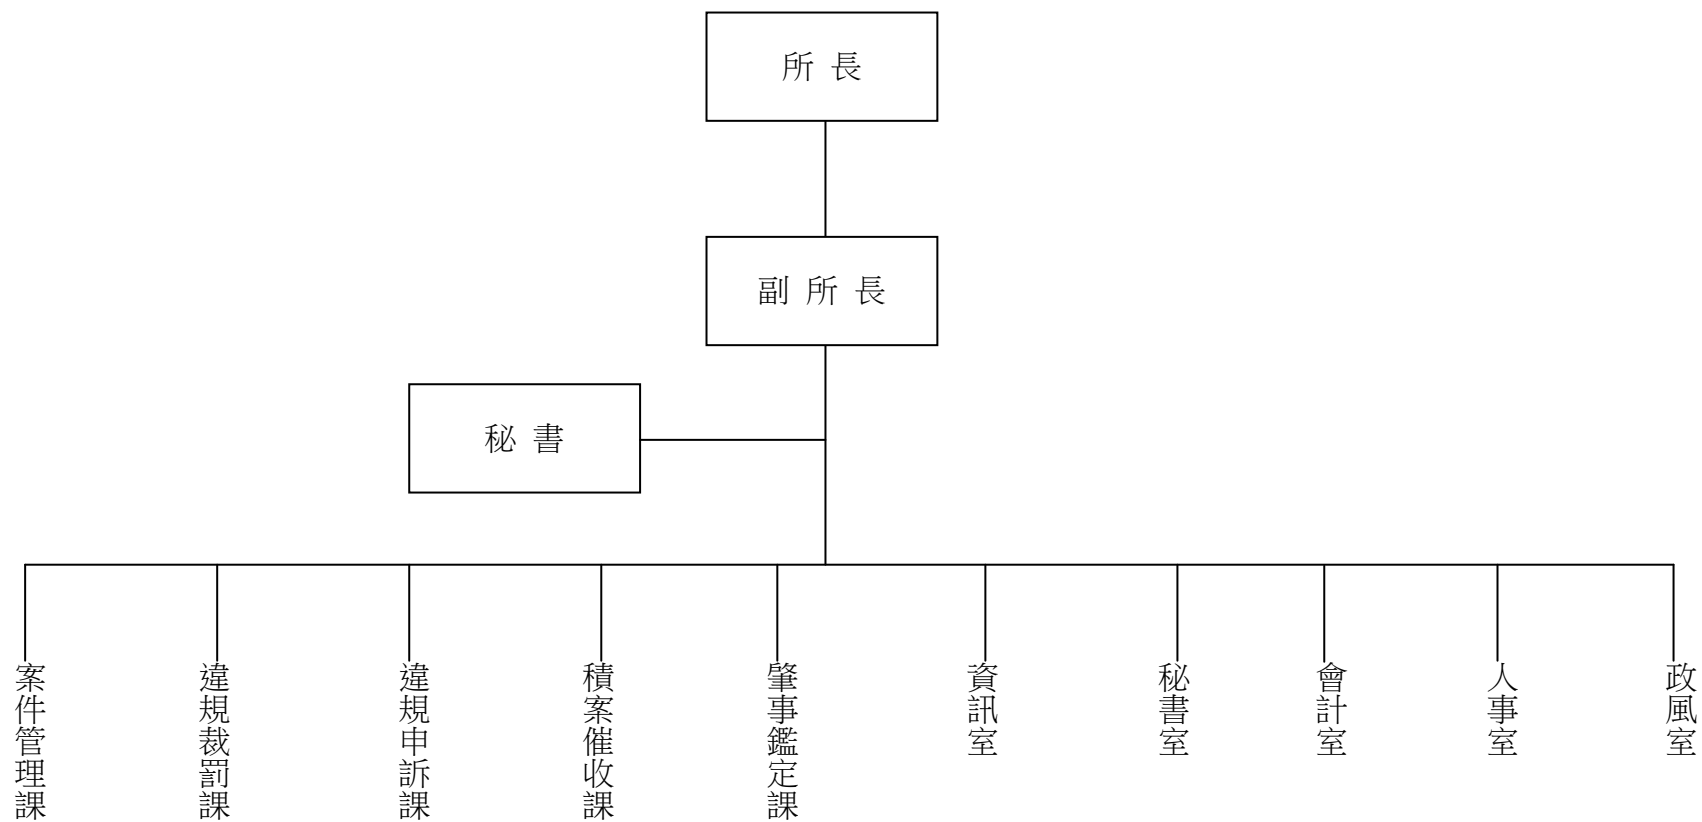 所長
副所長
秘書
案件管理課
違規裁罰課
違規申訴課
積案催收課
肇事鑑定課
資訊室
秘書室
會計室
人事室
政風室